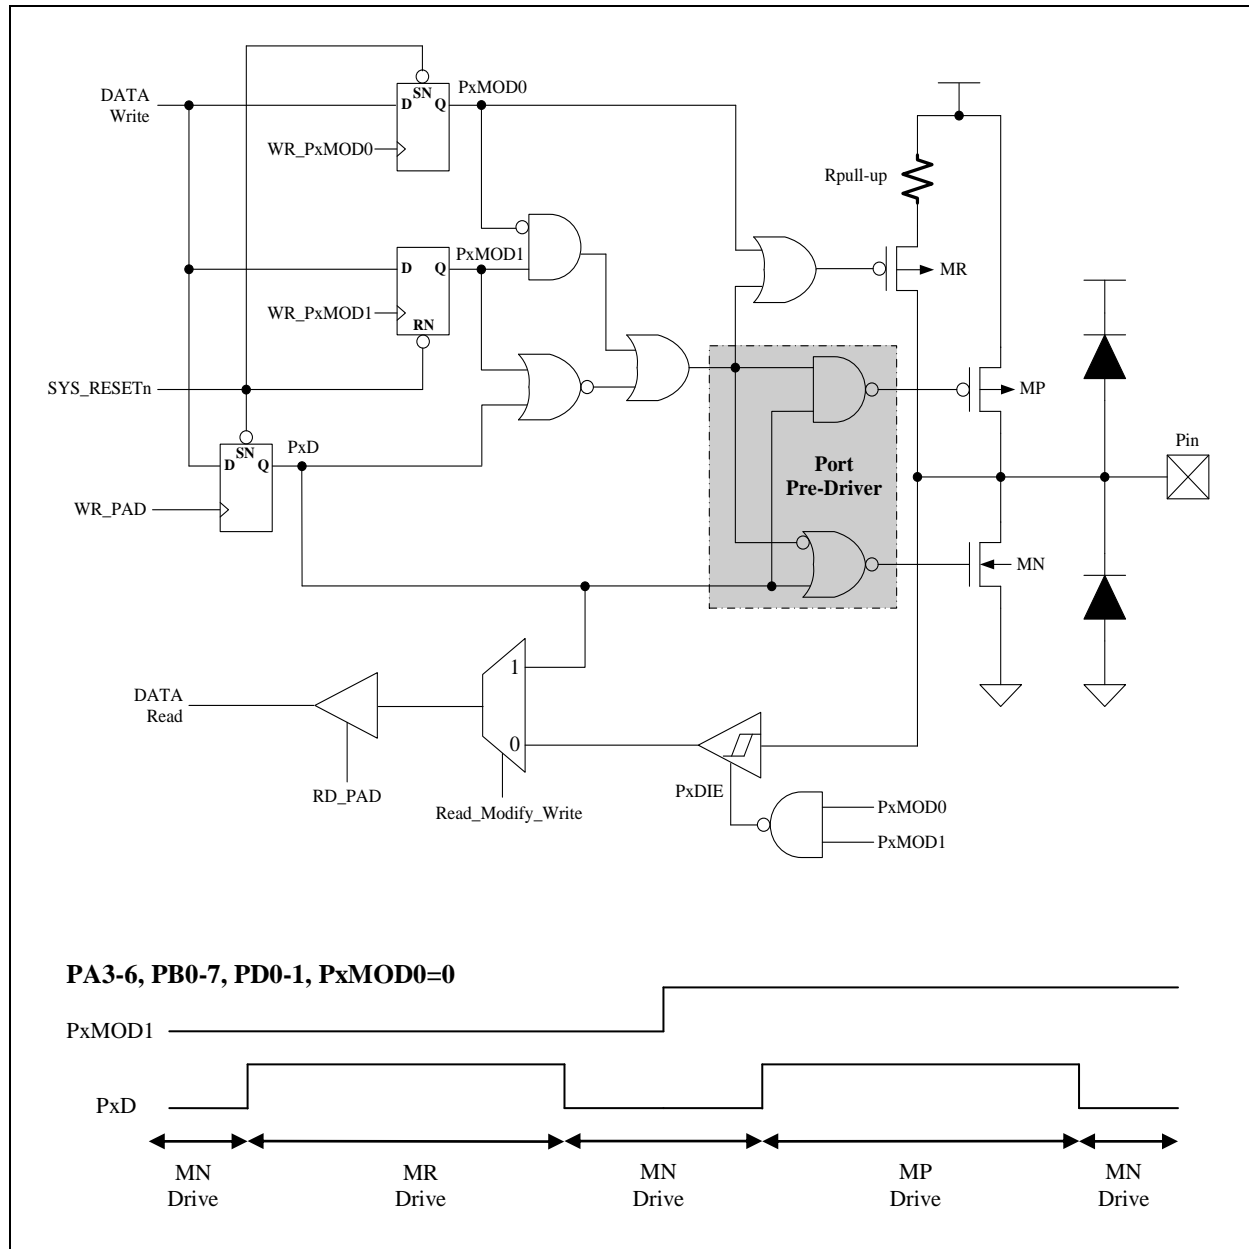 DATA
Write
SN
D
Q
PxMOD0
WR_PxMOD0
Rpull-up
D
Q
PxMOD1
MR
WR_PxMOD1
RN
SYS_RESETn
MP
SN
D
Q
PxD
Port
Pre-Driver
Pin
WR_PAD
MN
DATA
Read
1
0
RD_PAD
Read_Modify_Write
PxDIE
PxMOD0
PxMOD1
PA3-6, PB0-7, PD0-1, PxMOD0=0
PxMOD1
PxD
MN
Drive
MR
Drive
MN
Drive
MP
Drive
MN
Drive